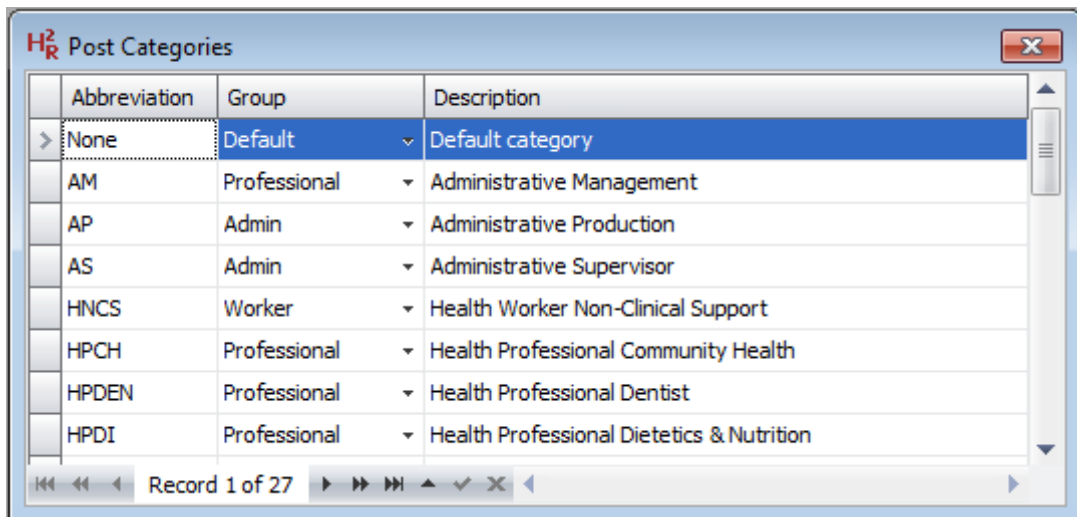 H2R Post Categories
Abbreviation Group Description
None Default Default category
AM Professional Administrative Management
AP Admin Administrative Production
AS Admin Administrative Supervisor
HNCS Worker Health Worker Non-Clinical Support
HPCH Professional Health Professional Community Health
HPDEN Professional Health Professional Dentist
HPDI Professional Health Professional Dietetics & Nutrition
Record 1 of 27